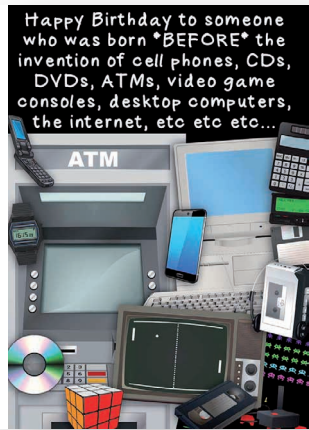 Happy Birthday to someone
who was born *BEFORE* the
invention of cell phones, CDs,
DVDs, ATMs, video game
consoles, desktop computers,
the internet, etc etc etc...
ATM